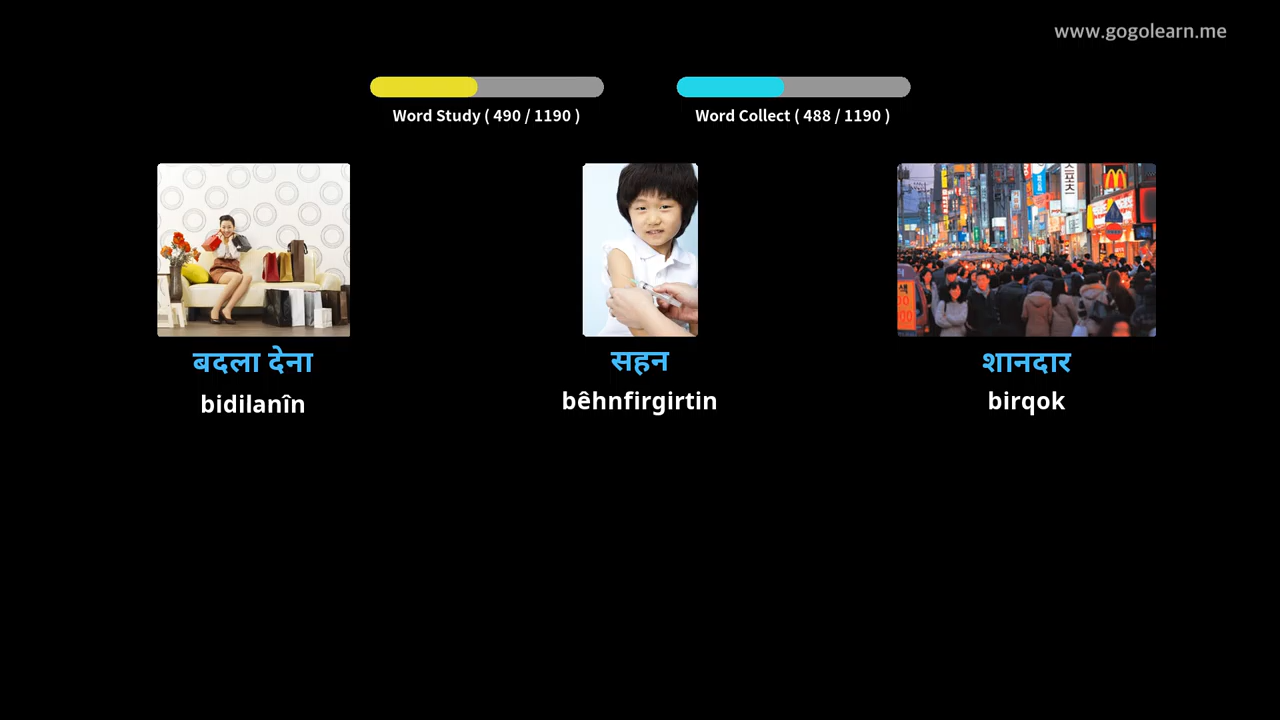 www.gogolearn.me
Word Study ( 490 / 1190 )
Word Collect ( 488 / 1190 )
बदला देना
सहन
शानदार
bidilanîn
bêhnfirgirtin
birqok